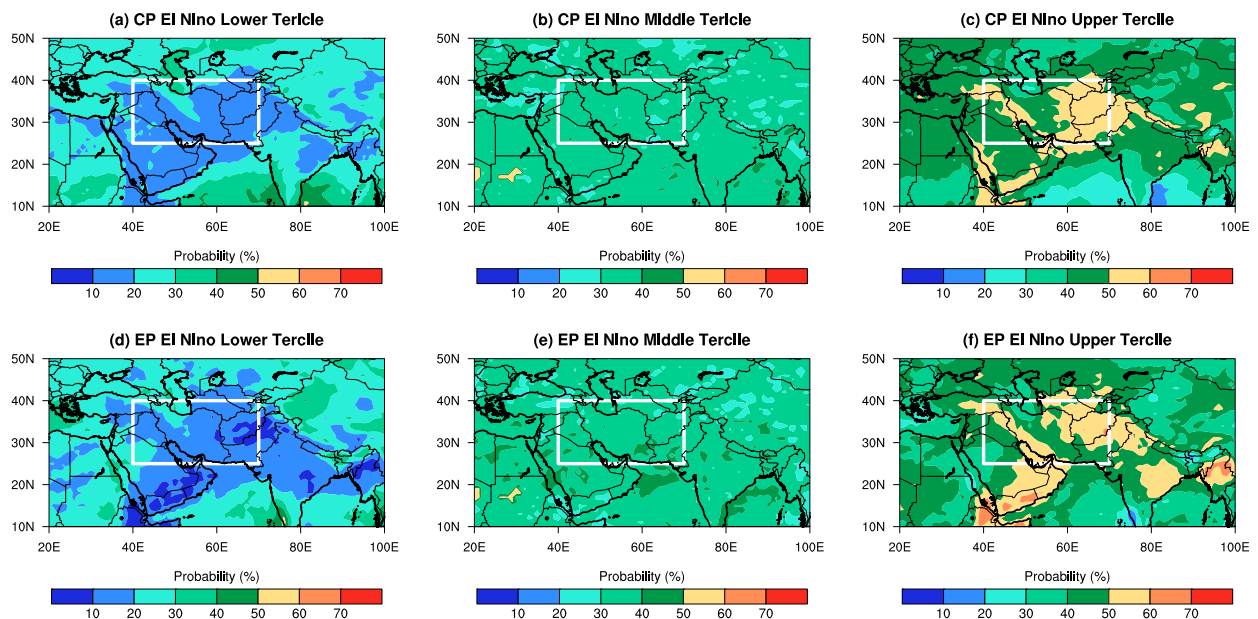 (a) CP El Nino Lower Tericle
(b) CP El Nino Middle Tericle
(c) CP El Nino Upper Tercile
50N
40N
30N
20N
10N
20E 40E 60E 80E 100E
50N
40N
30N
20N
10N
20E 40E 60E 80E 100E
50N
40N
30N
20N
10N
20E 40E 60E 80E 100E
Probability (%)
10 20 30 40 50 60 70
Probability (%)
10 20 30 40 50 60 70
Probability (%)
10 20 30 40 50 60 70
(d) EP El Nino Lower Tercile
(e) EP El Nino Middle Tercile
(f) EP El Nino Upper Tercile
50N
40N
30N
20N
10N
20E 40E 60E 80E 100E
50N
40N
30N
20N
10N
20E 40E 60E 80E 100E
50N
40N
30N
20N
10N
20E 40E 60E 80E 100E
Probability (%)
10 20 30 40 50 60 70
Probability (%)
10 20 30 40 50 60 70
Probability (%)
10 20 30 40 50 60 70